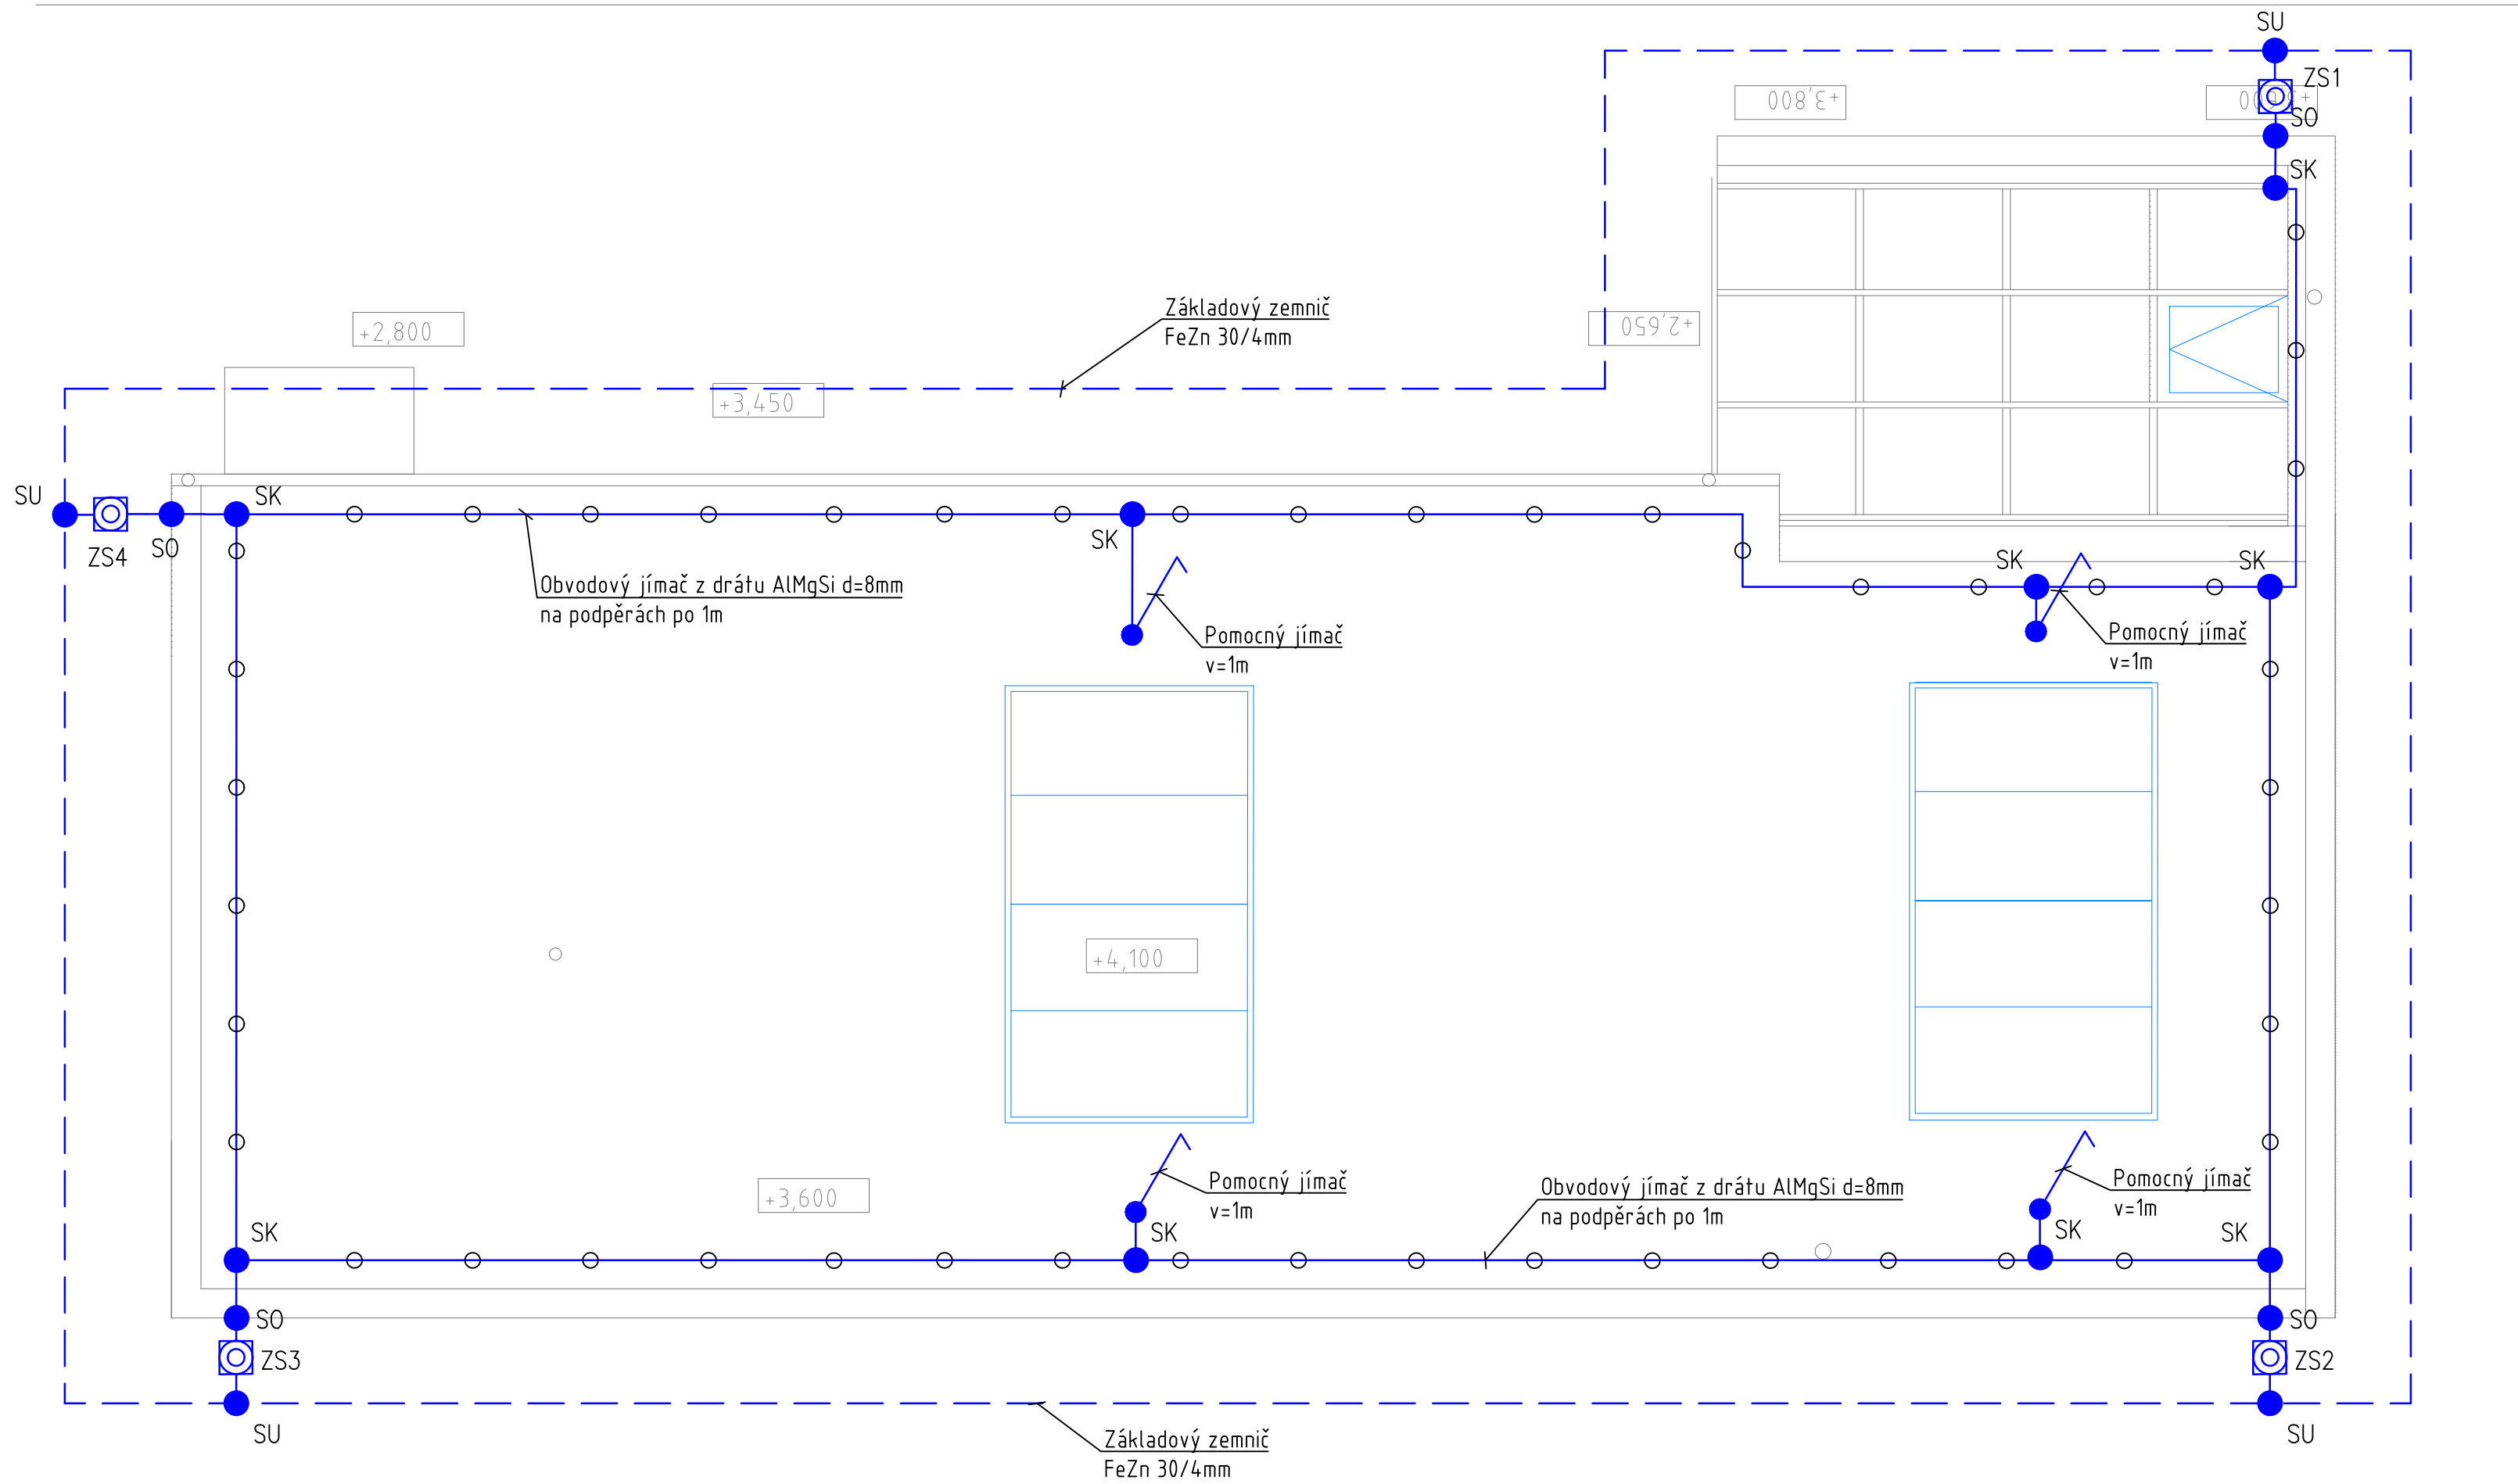 SU
ZS1
+3,800
SO
SK
Základový zemnič
FeZn 30/4mm
+2,800
+2,650
+3,450
SU
SK
ZS4
SO
SK
SK
SK
Obvodový jímač z drátu AlMgSi d=8mm
na podpěrách po 1m
Pomocný jímač
v=1m
Pomocný jímač
v=1m
+4,100
Pomocný jímač
v=1m
Pomocný jímač
v=1m
+3,600
Obvodový jímač z drátu AlMgSi d=8mm
na podpěrách po 1m
SK
SK
SK
SK
SO
SO
ZS3
ZS2
SU
SU
Základový zemnič
FeZn 30/4mm